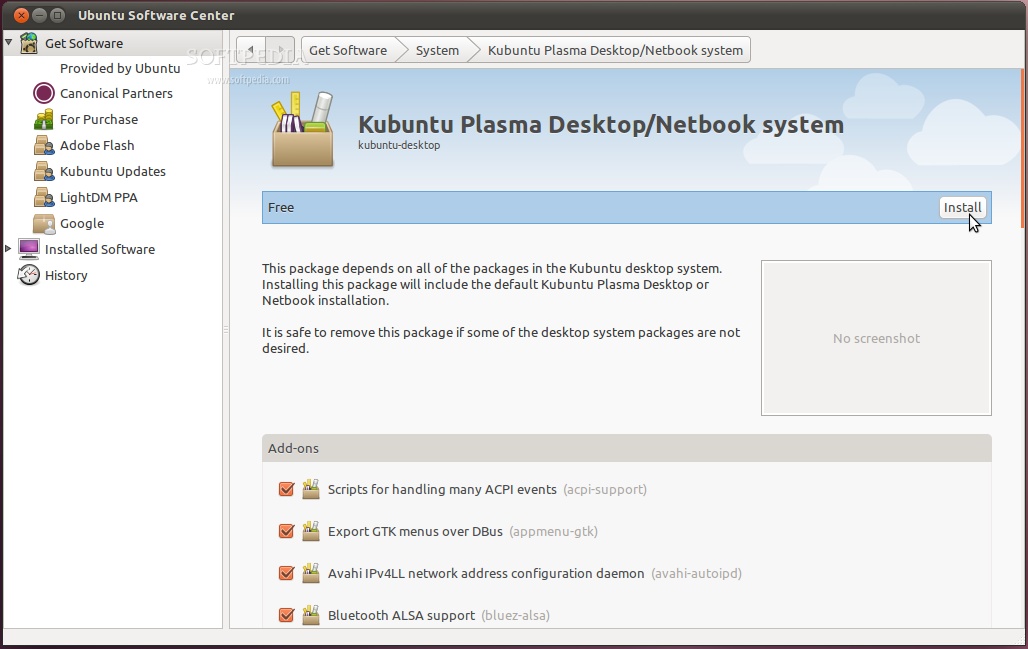 Ubuntu Software Center
Get Software
Provided by Ubuntu
Canonical Partners
For Purchase
Adobe Flash
Kubuntu Updates
LightDM PPA
Google
Installed Software
History
SOFTPEDIA
www.softpedia.com
Get Software
System
Kubuntu Plasma Desktop/Netbook system
Kubuntu Plasma Desktop/Netbook system
kubuntu-desktop
Free
Install
This package depends on all of the packages in the Kubuntu desktop system.
Installing this package will include the default Kubuntu Plasma Desktop or
Netbook installation.
It is safe to remove this package if some of the desktop system packages are not
desired.
No screenshot
Add-ons
Scripts for handling many ACPI events (acpi-support)
Export GTK menus over DBus (appmenu-gtk)
Avahi IPv4LL network address configuration daemon (avahi-autoipd)
Bluetooth ALSA support (bluez-alsa)